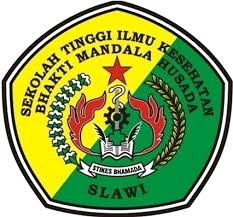 SEKOLAH TINGGI ILMU KESEHATAN
BHAKTI MANDALA HUSADA
STIKES BHAMADA
SLAWI